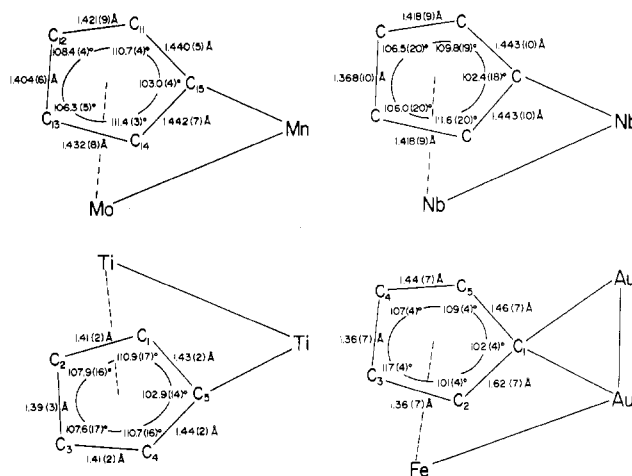 1.421(9) Å
C12
C11
108.4(4)°
110.7(4)°
1.440(5) Å
1.404(6) Å
103.0(4)°
C15
106.3(5)°
111.4(3)°
1.442(7) Å
C13
C14
1.432(8) Å
Mn
Mo
1.418(9) Å
C
C
106.5(20)°
109.8(19)°
1.443(10) Å
1.368(10) Å
102.4(18)°
C
106.0(20)°
111.6(20)°
1.443(10) Å
C
C
1.418(9) Å
Nb
Nb
Ti
1.41(2) Å
C1
C2
110.9(17)°
1.43(2) Å
107.9(16)°
Ti
1.39(3) Å
102.9(14)°
C5
107.6(17)°
110.7(16)°
1.44(2) Å
C3
C4
1.41(2) Å
1.44(7) Å
C4
C5
Au
107(4)°
109(4)°
1.46(7) Å
1.36(7) Å
102(4)°
C1
117(4)°
101(4)°
C3
1.62(7) Å
C2
1.36(7) Å
Au
Fe